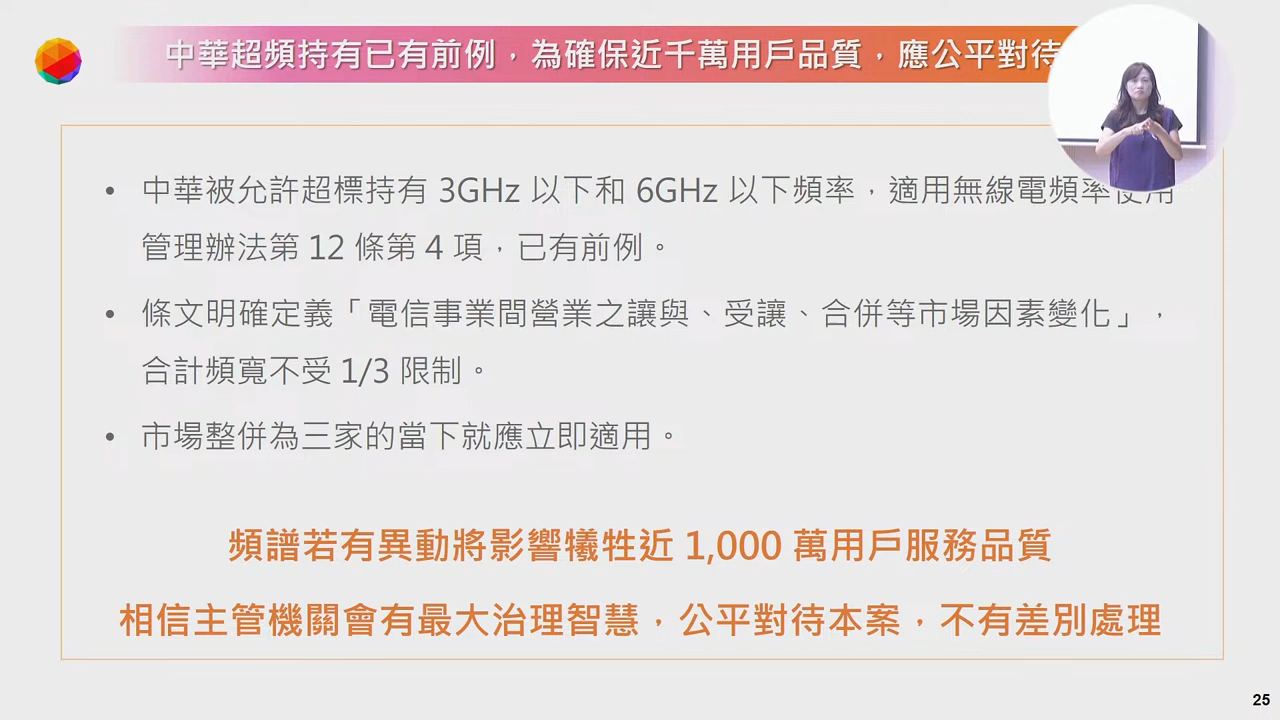 中華超頻持有已有前例，為確保近千萬用戶品質，應公平對待
• 中華被允許超標持有 3GHz 以下和 6GHz 以下頻率，適用無線電頻率使用
管理辦法第 12 條第 4 項，已有前例。
• 條文明確定義「電信事業間營業之讓與、受讓、合併等市場因素變化」，
合計頻寬不受 1/3 限制。
• 市場整併為三家的當下就應立即適用。
頻譜若有異動將影響犧牲近 1,000 萬用戶服務品質
相信主管機關會有最大治理智慧，公平對待本案，不有差別處理
25